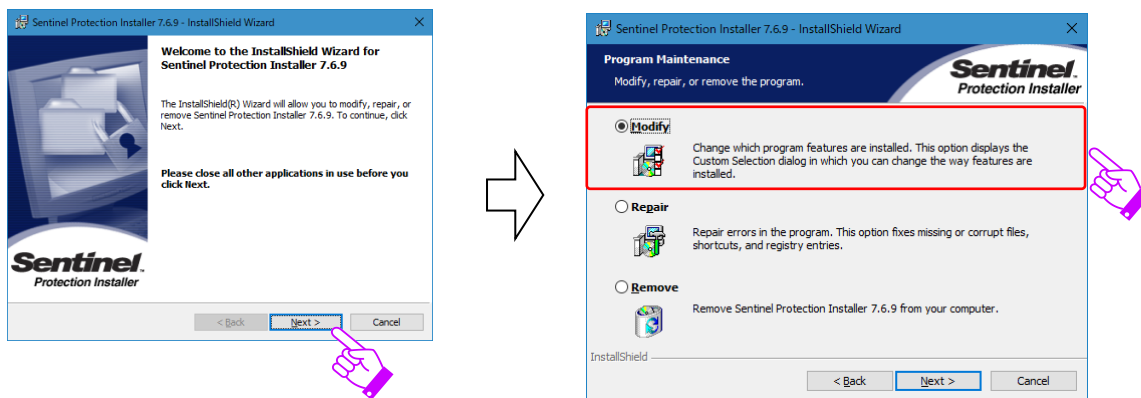 Sentinel Protection Installer 7.6.9 - InstallShield Wizard
Welcome to the InstallShield Wizard for
Sentinel Protection Installer 7.6.9
The InstallShield(R) Wizard will allow you to modify, repair, or
remove Sentinel Protection Installer 7.6.9. To continue, click
Next.
Please close all other applications in use before you
click Next.
Sentinel.
Protection Installer
< Back
Next >
Cancel
Sentinel Protection Installer 7.6.9 - InstallShield Wizard
Program Maintenance
Modify, repair, or remove the program.
Sentinel.
Protection Installer
Modify
Change which program features are installed. This option displays the
Custom Selection dialog in which you can change the way features are
installed.
Repair
Repair errors in the program. This option fixes missing or corrupt files,
shortcuts, and registry entries.
Remove
Remove Sentinel Protection Installer 7.6.9 from your computer.
InstallShield
< Back
Next >
Cancel